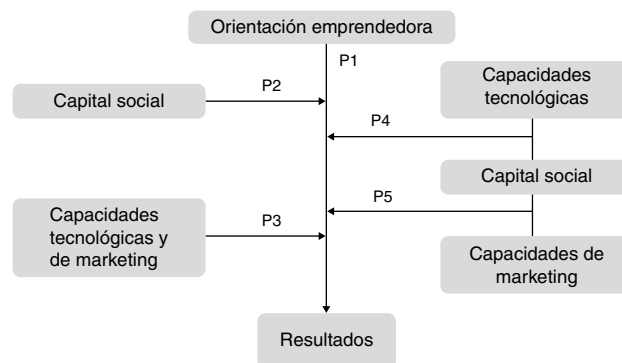 Orientación emprendedora
P1
Capital social
P2
Capacidades
tecnológicas
P4
Capital social
P5
Capacidades
tecnológicas y
de marketing
P3
Capacidades de
marketing
Resultados